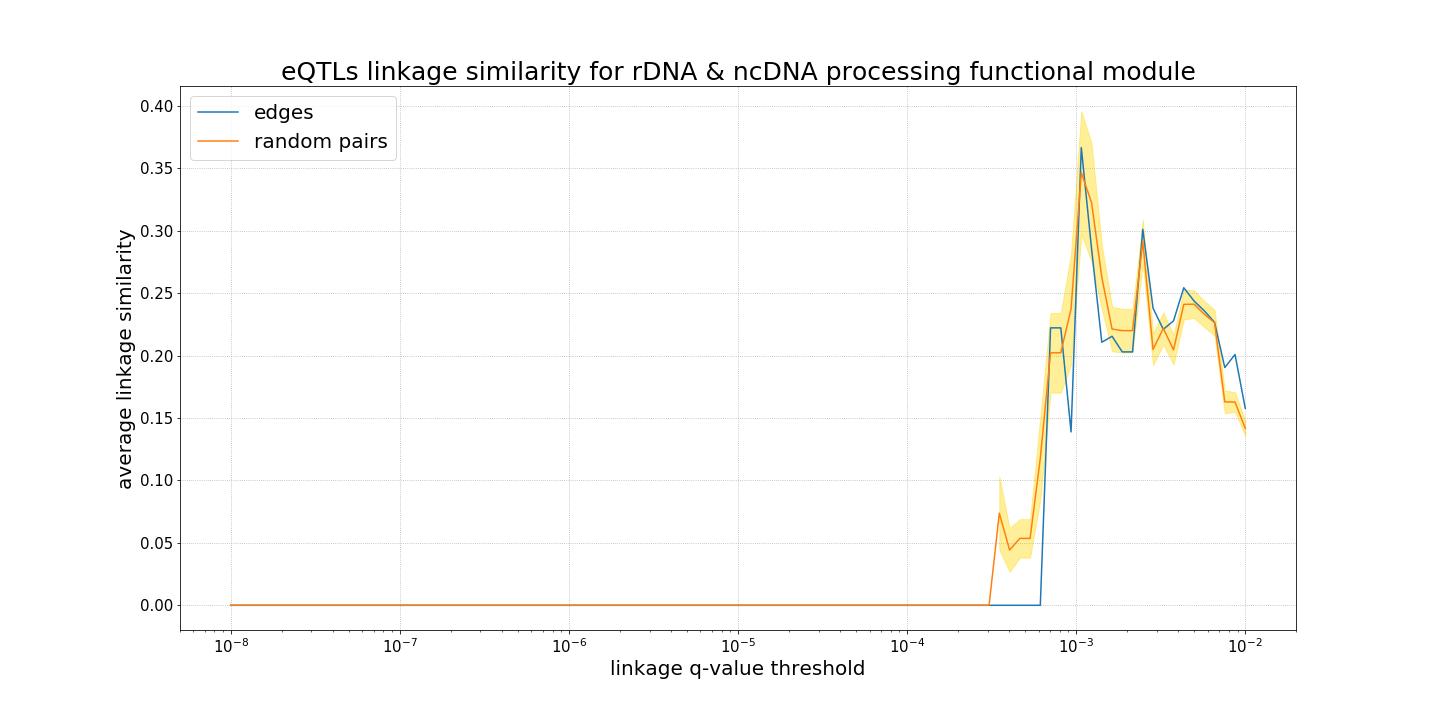 eQTLs linkage similarity for rDNA & ncDNA processing functional module
edges
random pairs
average linkage similarity
0.40
0.35
0.30
0.25
0.20
0.15
0.10
0.05
0.00
10⁻⁸ 10⁻⁷ 10⁻⁶ 10⁻⁵ 10⁻⁴ 10⁻³ 10⁻²
linkage q-value threshold